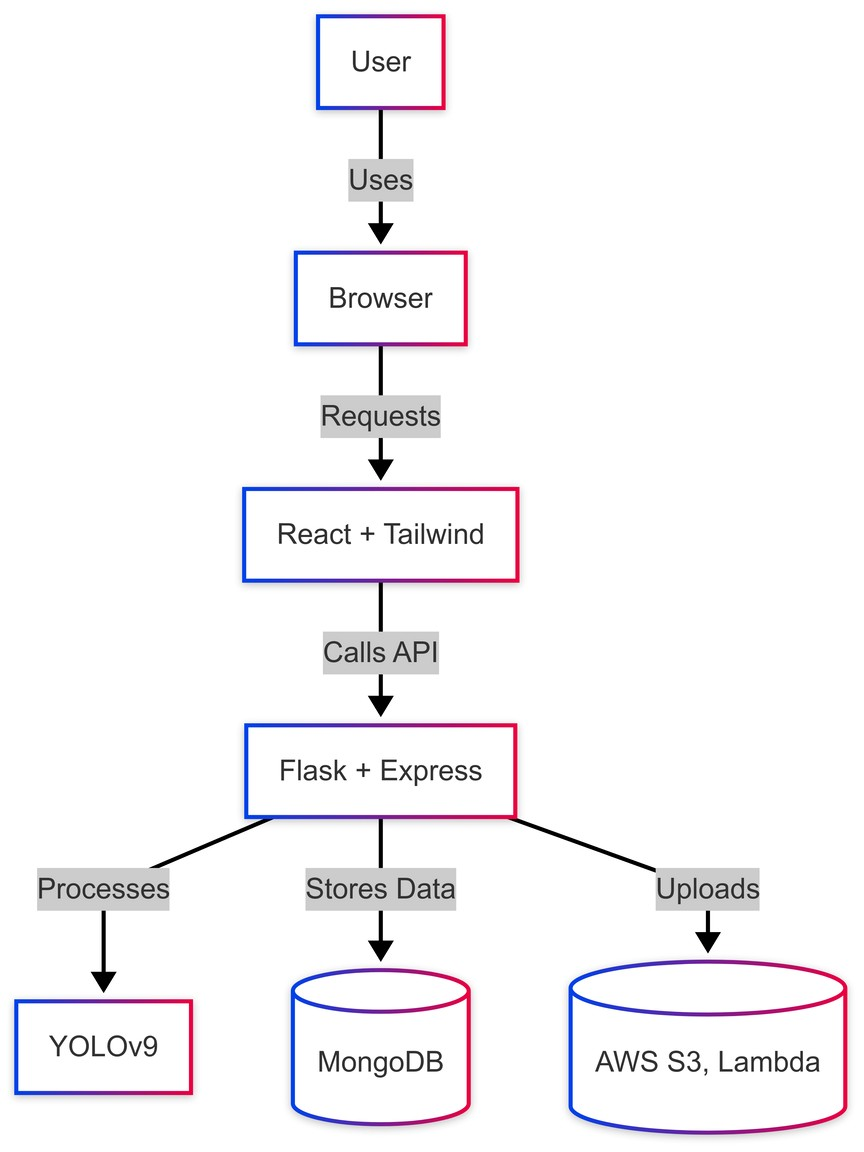 User
Uses
Browser
Requests
React + Tailwind
Calls API
Flask + Express
Processes
Stores Data
Uploads
YOLOv9
MongoDB
AWS S3, Lambda